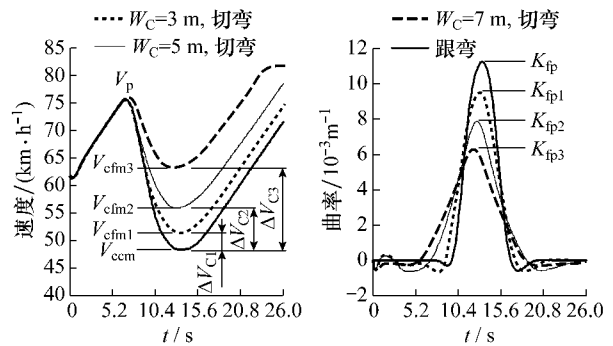 W_C=3 m, 切弯
W_C=5 m, 切弯
W_C=7 m, 切弯
跟弯
85
80
75
70
65
60
55
50
45
40
速度/(km·h⁻¹)
V_p
V_cfm3
V_cfm2
V_cfm1
V_ccm
ΔV_C1
ΔV_C2
ΔV_C3
0 5.2 10.4 15.6 20.8 26.0
t / s
12
10
8
6
4
2
0
−2
曲率/10⁻³m⁻¹
K_fp
K_fp1
K_fp2
K_fp3
0 5.2 10.4 15.6 20.8 26.0
t / s